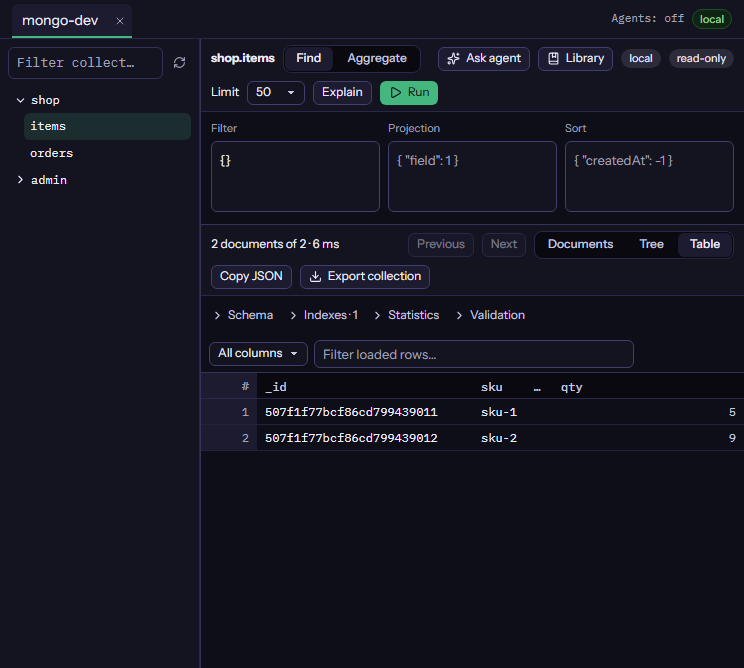 mongo-dev ×
Agents: off local
Filter collect…
shop
items
orders
admin
shop.items Find Aggregate Ask agent Library local read-only
Limit 50 Explain Run
Filter Projection Sort
{} { "field": 1 } { "createdAt": -1 }
2 documents of 2 · 6 ms Previous Next Documents Tree Table
Copy JSON Export collection
Schema Indexes · 1 Statistics Validation
All columns Filter loaded rows…
# _id sku … qty
1 507f1f77bcf86cd799439011 sku-1 5
2 507f1f77bcf86cd799439012 sku-2 9